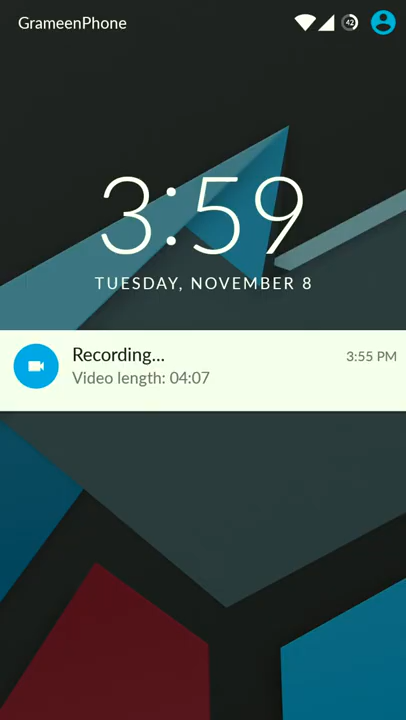 GrameenPhone
42
3:59
TUESDAY, NOVEMBER 8
Recording...
3:55 PM
Video length: 04:07